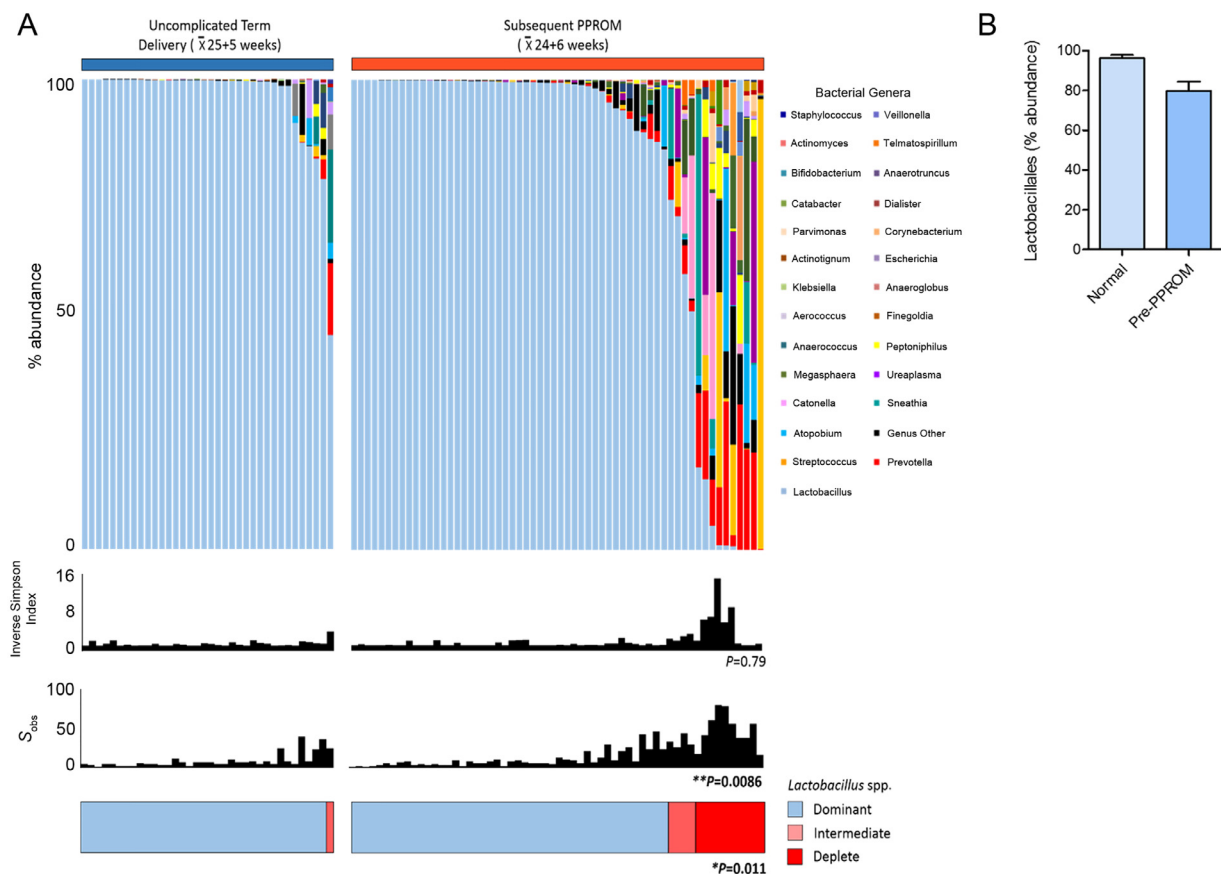 A
Uncomplicated Term
Delivery ( x̄ 25+5 weeks)
Subsequent PPROM
( x̄ 24+6 weeks)
100
50
0
% abundance
Bacterial Genera
Staphylococcus
Veillonella
Actinomyces
Telmatospirillum
Bifidobacterium
Anaerotruncus
Catabacter
Dialister
Parvimonas
Corynebacterium
Actinotignum
Escherichia
Klebsiella
Anaeroglobus
Aerococcus
Finegoldia
Anaerococcus
Peptoniphilus
Megasphaera
Ureaplasma
Catonella
Sneathia
Atopobium
Genus Other
Streptococcus
Prevotella
Lactobacillus
Inverse Simpson
Index
16
8
0
P=0.79
Sobs
100
50
0
**P=0.0086
Lactobacillus spp.
Dominant
Intermediate
Deplete
*P=0.011
B
Lactobacillales (% abundance)
100
80
60
40
20
0
Normal
Pre-PPROM